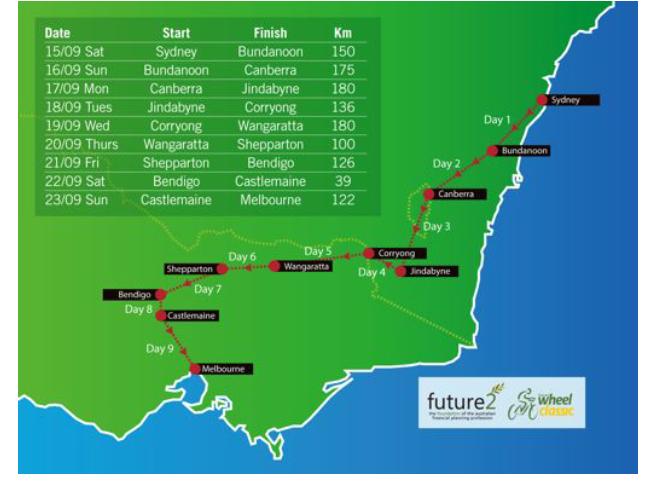 Date Start Finish Km
15/09 Sat Sydney Bundanoon 150
16/09 Sun Bundanoon Canberra 175
17/09 Mon Canberra Jindabyne 180
18/09 Tues Jindabyne Corryong 136
19/09 Wed Corryong Wangaratta 180
20/09 Thurs Wangaratta Shepparton 100
21/09 Fri Shepparton Bendigo 126
22/09 Sat Bendigo Castlemaine 39
23/09 Sun Castlemaine Melbourne 122
Sydney
Day 1
Bundanoon
Day 2
Canberra
Day 3
Day 5
Corryong
Day 6
Wangaratta
Shepparton
Day 4
Jindabyne
Day 7
Bendigo
Day 8
Castlemaine
Day 9
Melbourne
future2
the foundation of the australian
financial planning profession
wheel
classic